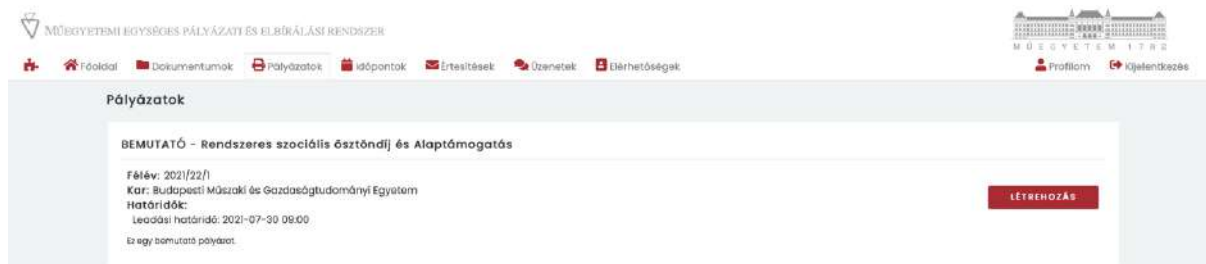 MŰEGYETEMI EGYSÉGES PÁLYÁZATI ÉS ELBÍRÁLÁSI RENDSZER
MŰEGYETEM 1782
Főoldal Dokumentumok Pályázatok Időpontok Értesítések Üzenetek Elérhetőségek Profilom Kijelentkezés
Pályázatok
BEMUTATÓ - Rendszeres szociális ösztöndíj és Alaptámogatás
Félév: 2021/22/1
Kar: Budapesti Műszaki és Gazdaságtudományi Egyetem
Határidők:
LÉTREHOZÁS
Leadási határidő: 2021-07-30 09:00
Ez egy bemutató pályázat.